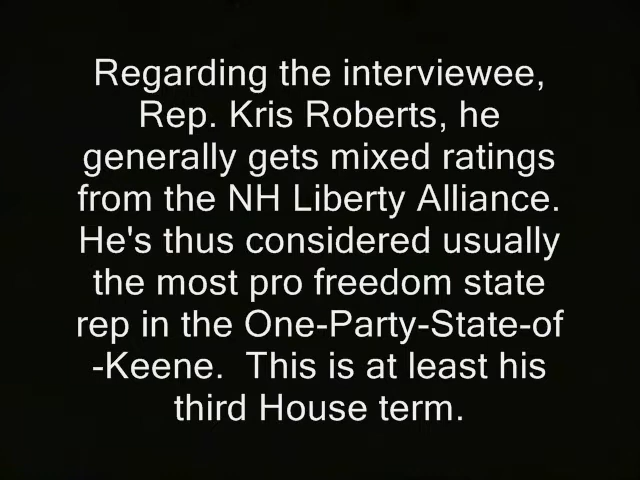 Regarding the interviewee,
Rep. Kris Roberts, he
generally gets mixed ratings
from the NH Liberty Alliance.
He's thus considered usually
the most pro freedom state
rep in the One-Party-State-of
-Keene.  This is at least his
third House term.